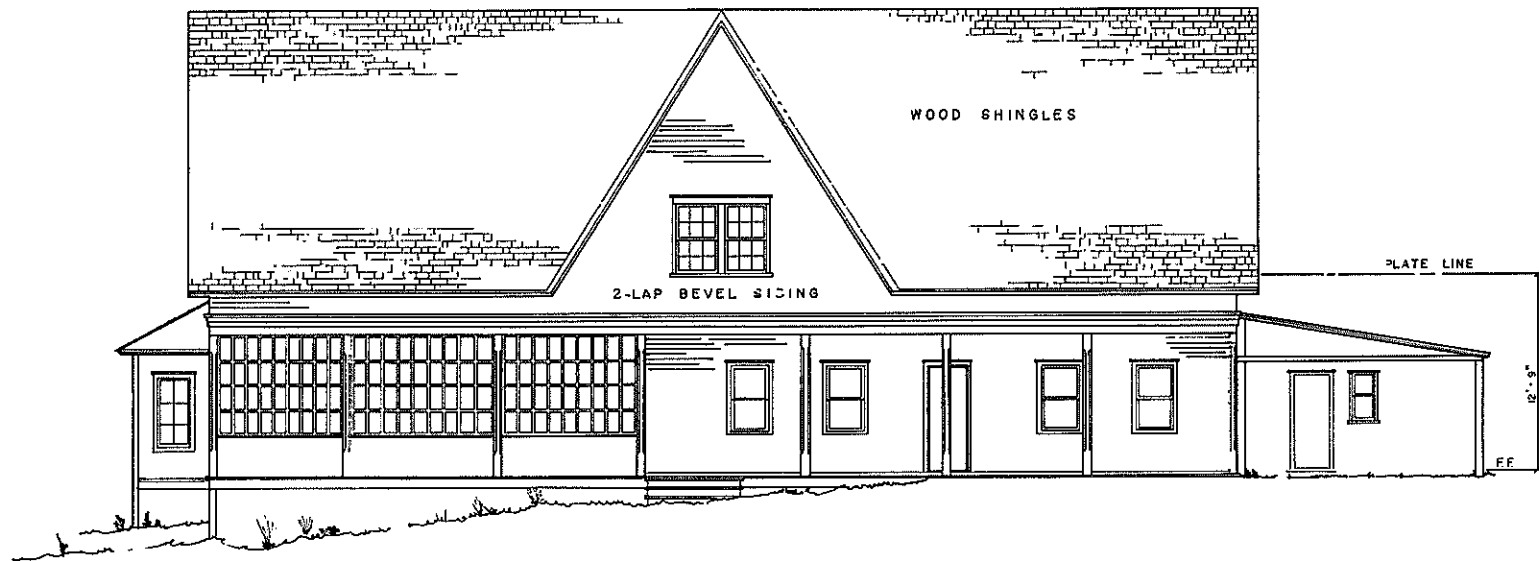 WOOD SHINGLES
PLATE LINE
2-LAP BEVEL SIDING
12'-9"
F.F.